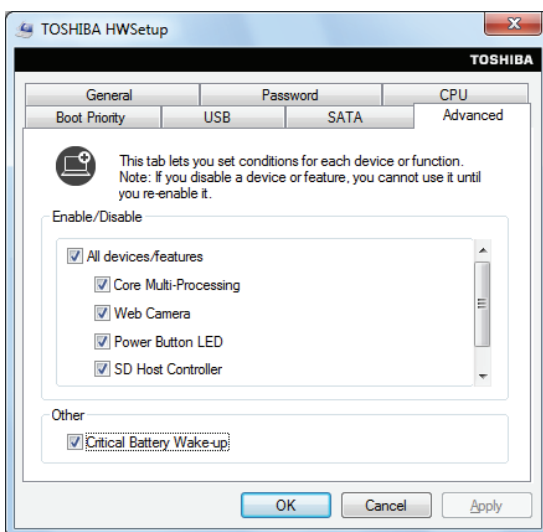 TOSHIBA HWSetup
TOSHIBA
General Password CPU
Boot Priority USB SATA Advanced
This tab lets you set conditions for each device or function.
Note: If you disable a device or feature, you cannot use it until
you re-enable it.
Enable/Disable
All devices/features
Core Multi-Processing
Web Camera
Power Button LED
SD Host Controller
Other
Critical Battery Wake-up
OK Cancel Apply